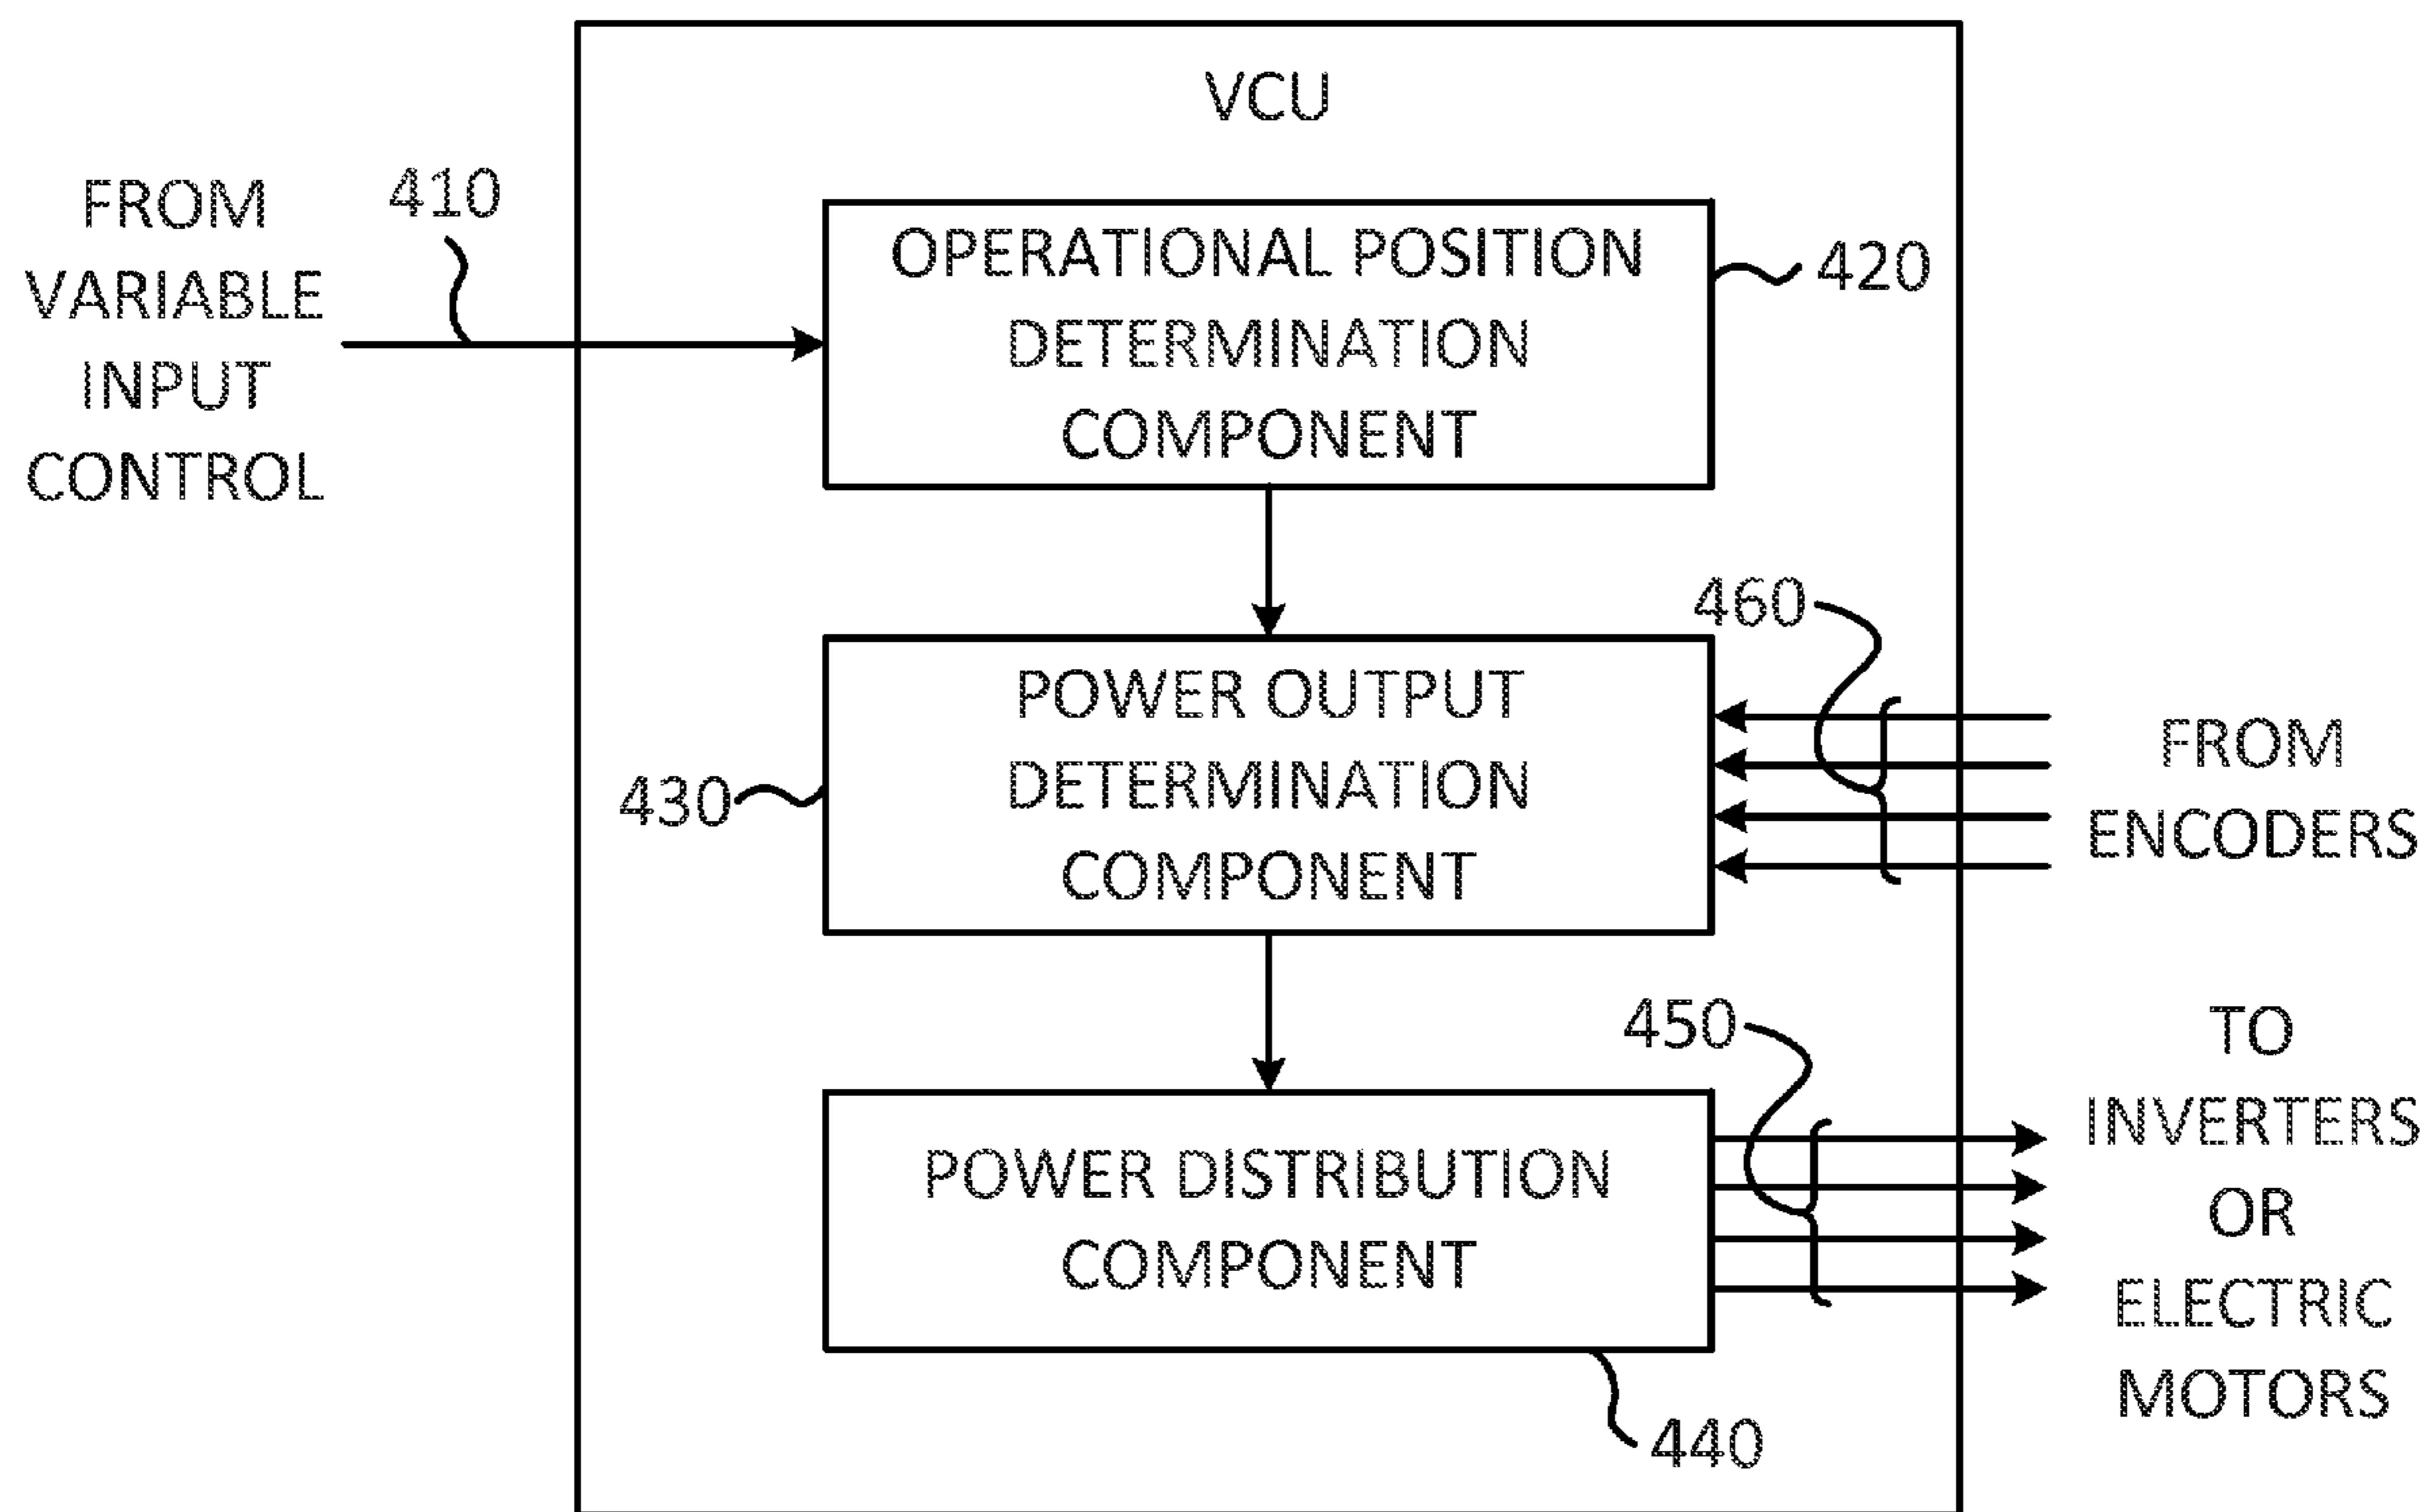 VCU
FROM
VARIABLE
INPUT
CONTROL
410
OPERATIONAL POSITION
DETERMINATION
COMPONENT
420
460
POWER OUTPUT
DETERMINATION
COMPONENT
430
FROM
ENCODERS
450
POWER DISTRIBUTION
COMPONENT
440
TO
INVERTERS
OR
ELECTRIC
MOTORS